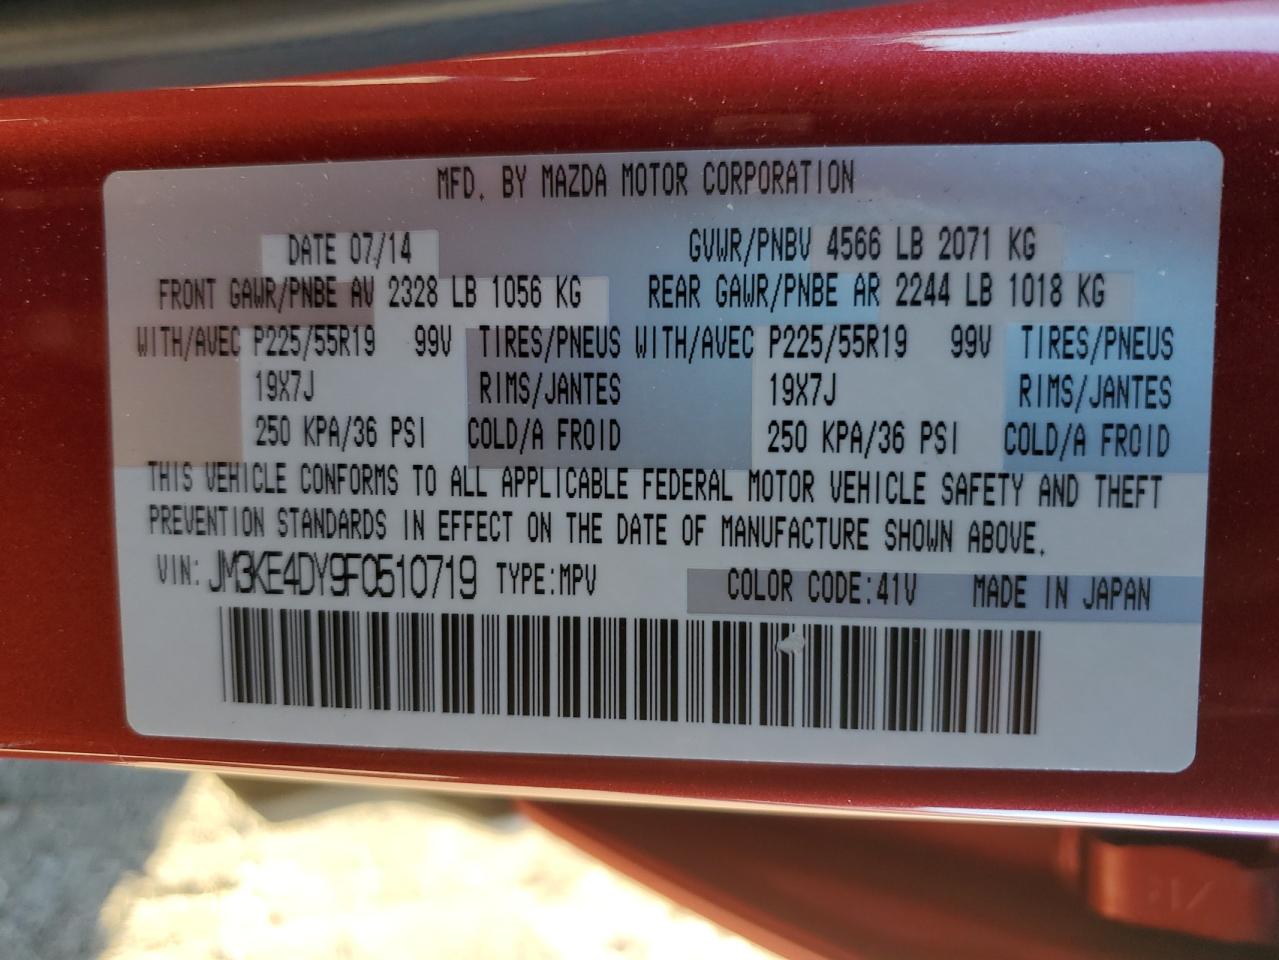 MFD. BY MAZDA MOTOR CORPORATION
DATE 07/14 GVWR/PNBV 4566 LB 2071 KG
FRONT GAWR/PNBE AV 2328 LB 1056 KG REAR GAWR/PNBE AR 2244 LB 1018 KG
WITH/AVEC P225/55R19 99V TIRES/PNEUS WITH/AVEC P225/55R19 99V TIRES/PNEUS
19X7J RIMS/JANTES 19X7J RIMS/JANTES
250 KPA/36 PSI COLD/A FROID 250 KPA/36 PSI COLD/A FROID
THIS VEHICLE CONFORMS TO ALL APPLICABLE FEDERAL MOTOR VEHICLE SAFETY AND THEFT
PREVENTION STANDARDS IN EFFECT ON THE DATE OF MANUFACTURE SHOWN ABOVE.
VIN: JM3KE4DY9F0510719 TYPE:MPV COLOR CODE:41V MADE IN JAPAN